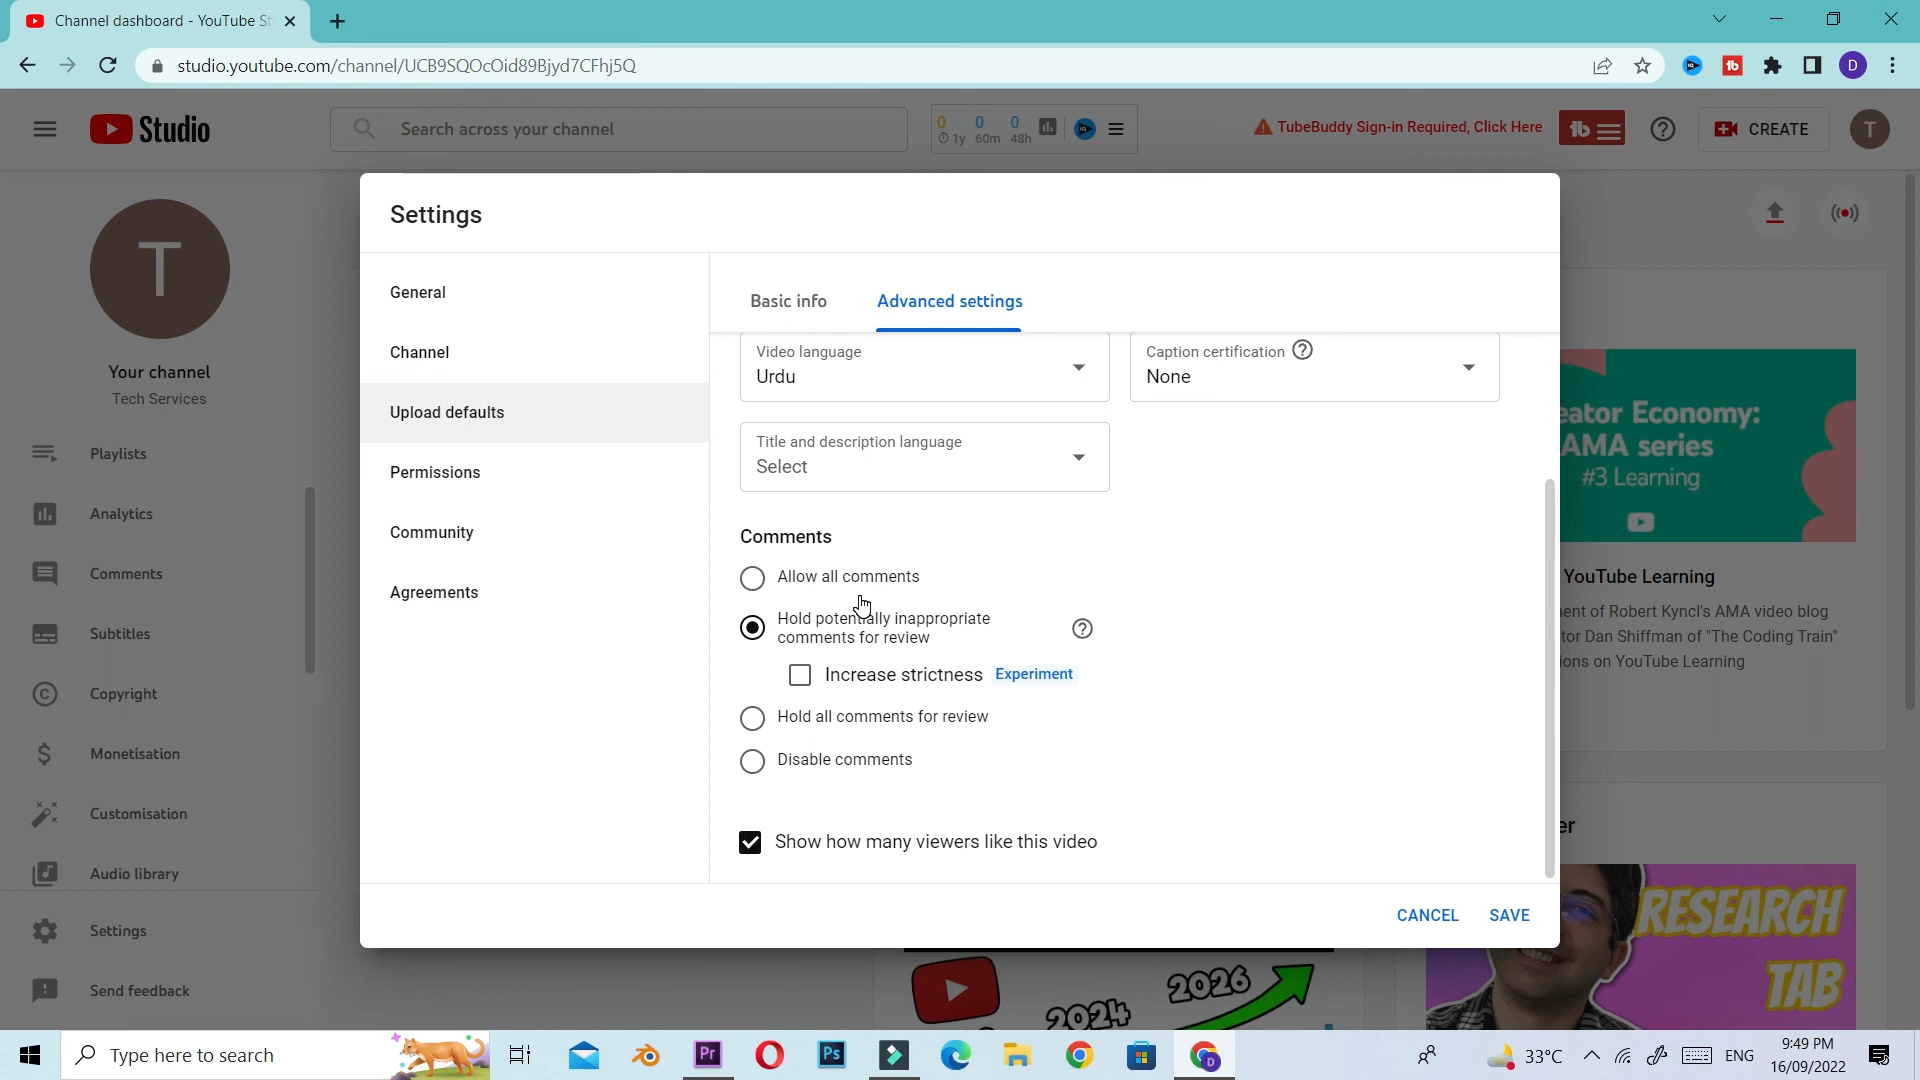 Channel dashboard - YouTube St
studio.youtube.com/channel/UCB9SQOcOid89Bjyd7CFhj5Q
D
Studio
Search across your channel
0 0 0
1y 60m 48h
TubeBuddy Sign-in Required, Click Here
CREATE
T
T
Your channel
Tech Services
Playlists
Analytics
Comments
Subtitles
Copyright
Monetisation
Customisation
Audio library
Settings
Send feedback
Settings
General
Channel
Upload defaults
Permissions
Community
Agreements
Basic info
Advanced settings
Video language
Urdu
Caption certification
None
Title and description language
Select
Comments
Allow all comments
Hold potentially inappropriate
comments for review
Increase strictness Experiment
Hold all comments for review
Disable comments
Show how many viewers like this video
CANCEL
SAVE
eator Economy:
AMA series
#3 Learning
YouTube Learning
ent of Robert Kyncl's AMA video blog
tor Dan Shiffman of "The Coding Train"
ions on YouTube Learning
er
RESEARCH
TAB
2024
2026
Type here to search
Pr
Ps
D
33°C
ENG
9:49 PM
16/09/2022